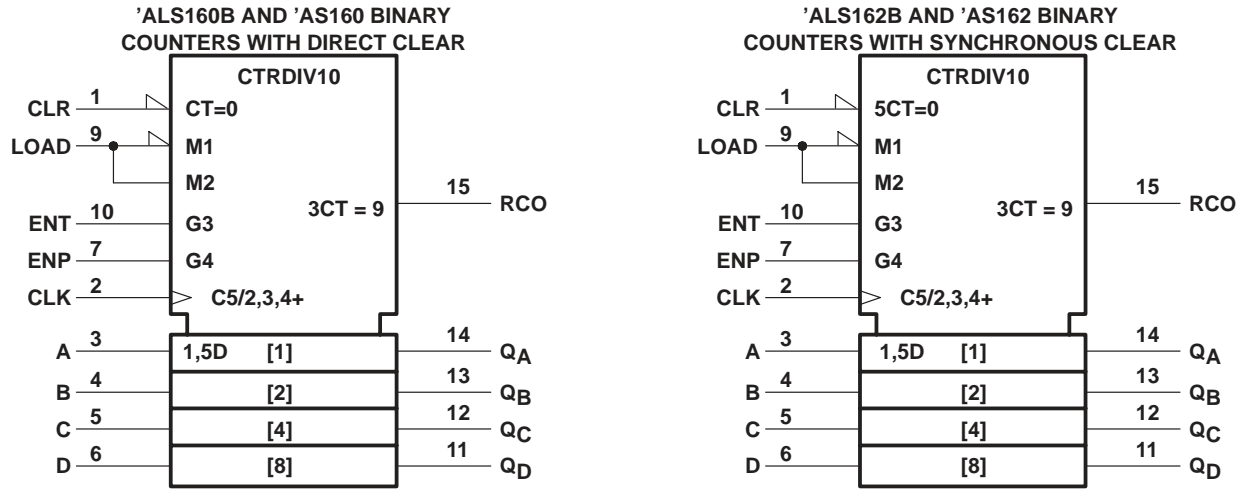 ’ALS160B AND ’AS160 BINARY
COUNTERS WITH DIRECT CLEAR
CTRDIV10
CLR 1 CT=0
LOAD 9 M1
M2
3CT = 9 15 RCO
ENT 10 G3
ENP 7 G4
CLK 2 C5/2,3,4+
A 3 1,5D [1] 14 QA
B 4 [2] 13 QB
C 5 [4] 12 QC
D 6 [8] 11 QD
’ALS162B AND ’AS162 BINARY
COUNTERS WITH SYNCHRONOUS CLEAR
CTRDIV10
CLR 1 5CT=0
LOAD 9 M1
M2
3CT = 9 15 RCO
ENT 10 G3
ENP 7 G4
CLK 2 C5/2,3,4+
A 3 1,5D [1] 14 QA
B 4 [2] 13 QB
C 5 [4] 12 QC
D 6 [8] 11 QD